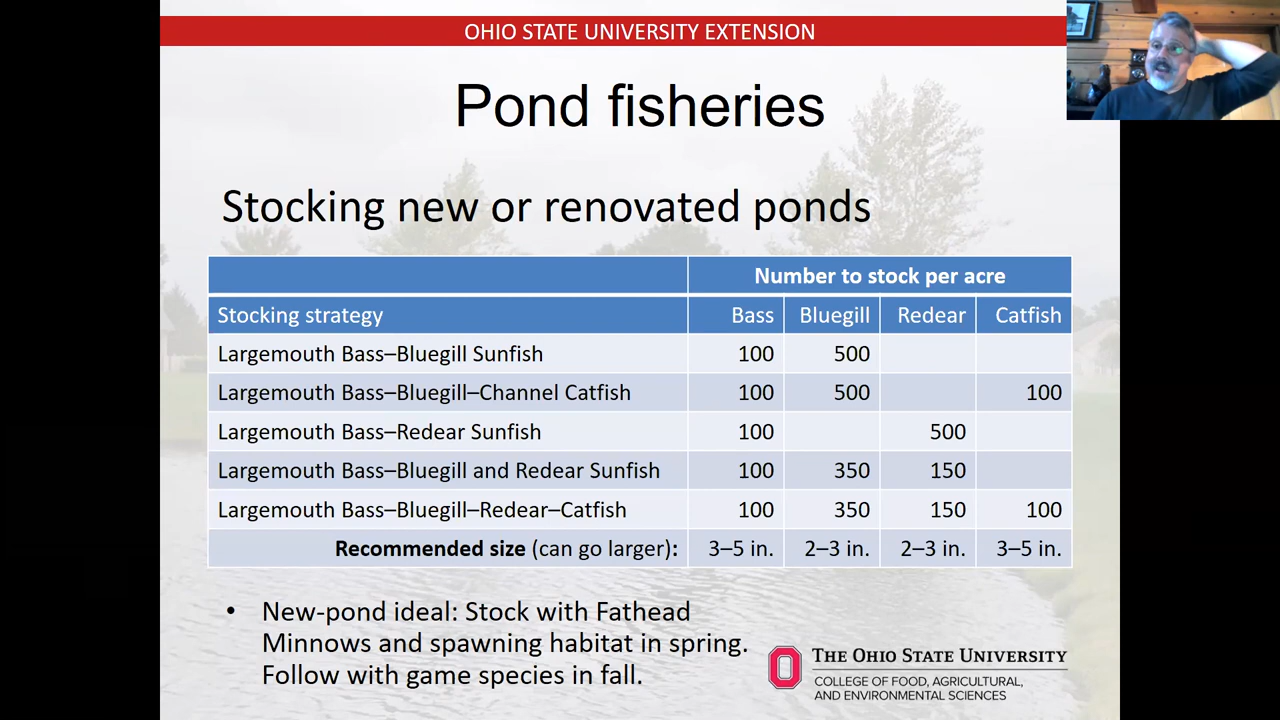 OHIO STATE UNIVERSITY EXTENSION
Pond fisheries
Stocking new or renovated ponds
Number to stock per acre
Stocking strategy Bass Bluegill Redear Catfish
Largemouth Bass–Bluegill Sunfish 100 500
Largemouth Bass–Bluegill–Channel Catfish 100 500 100
Largemouth Bass–Redear Sunfish 100 500
Largemouth Bass–Bluegill and Redear Sunfish 100 350 150
Largemouth Bass–Bluegill–Redear–Catfish 100 350 150 100
Recommended size (can go larger): 3–5 in. 2–3 in. 2–3 in. 3–5 in.
• New-pond ideal: Stock with Fathead
Minnows and spawning habitat in spring.
Follow with game species in fall.
THE OHIO STATE UNIVERSITY
COLLEGE OF FOOD, AGRICULTURAL,
AND ENVIRONMENTAL SCIENCES